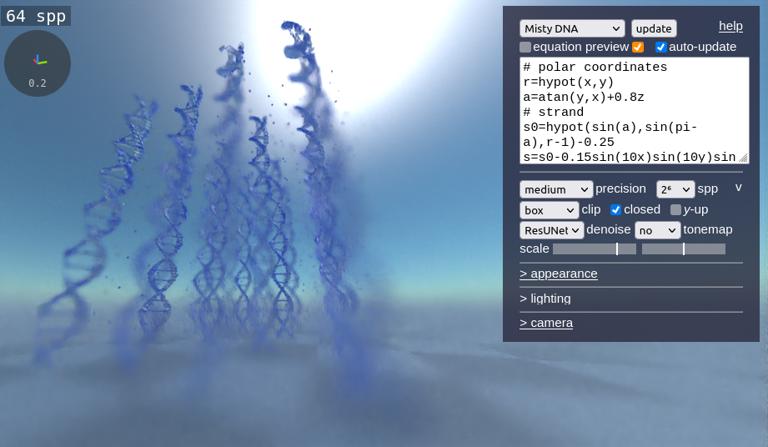 64 spp
0.2
Misty DNA update help
equation preview auto-update
# polar coordinates
r=hypot(x,y)
a=atan(y,x)+0.8z
# strand
s0=hypot(sin(a),sin(pi-
a),r-1)-0.25
s=s0-0.15sin(10x)sin(10y)sin
medium precision 2⁶ spp v
box clip closed y-up
ResUNet denoise no tonemap
scale
> appearance
> lighting
> camera